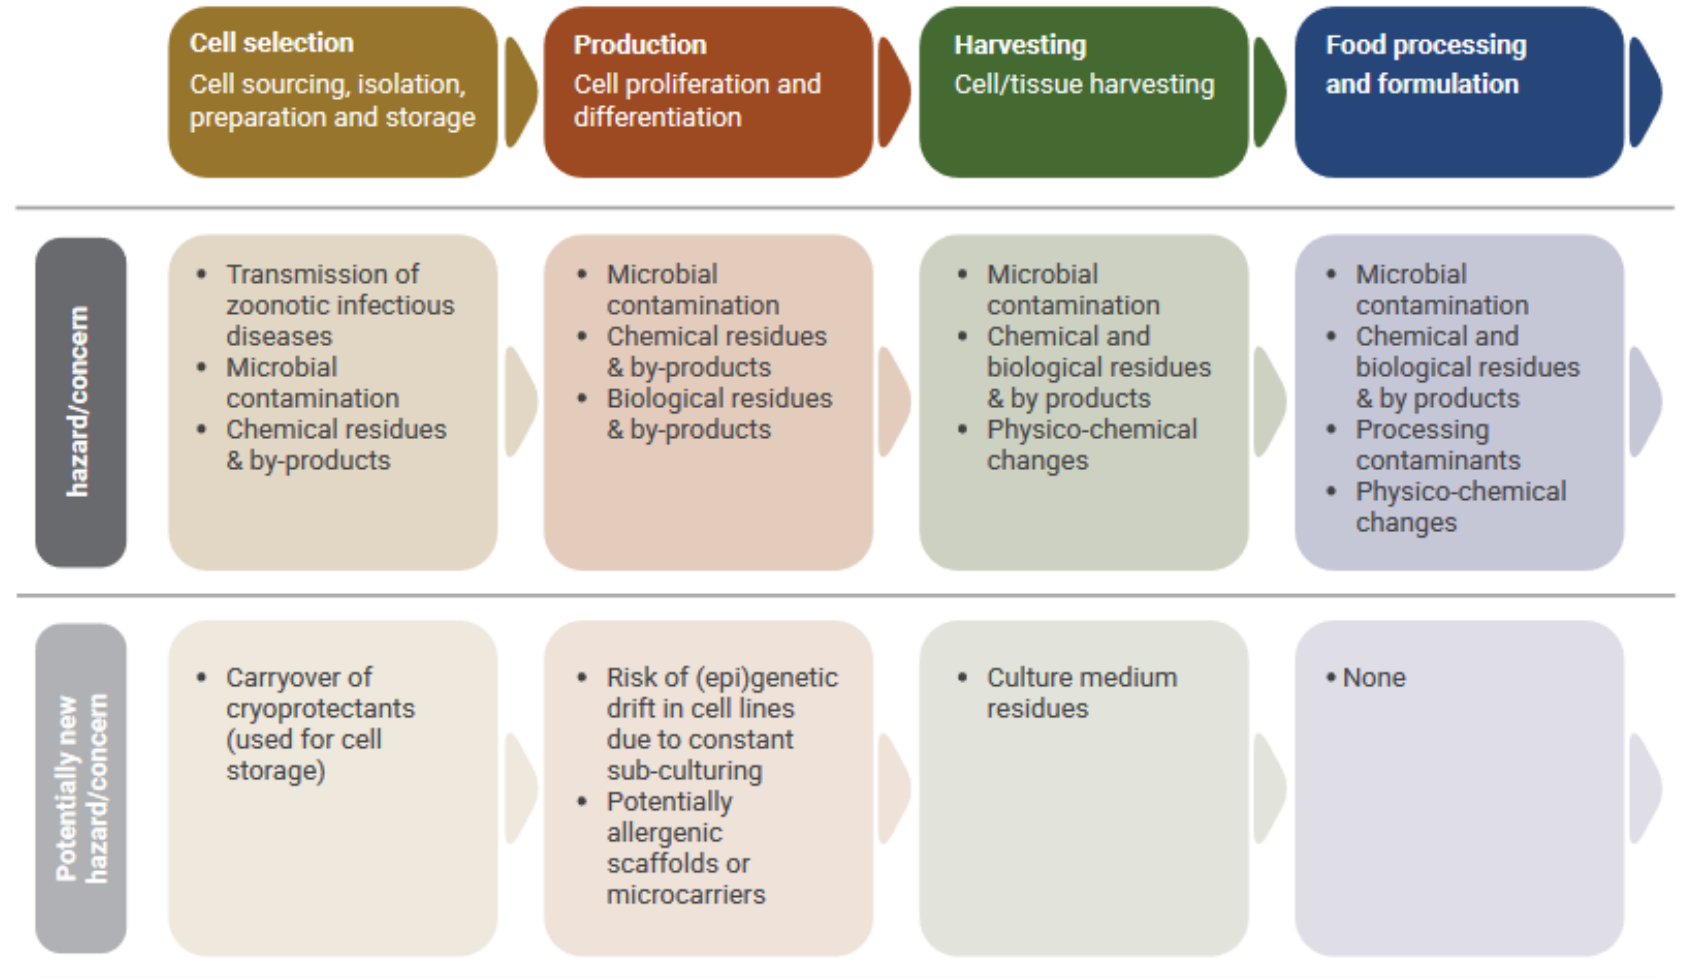 Cell selection
Cell sourcing, isolation,
preparation and storage
Production
Cell proliferation and
differentiation
Harvesting
Cell/tissue harvesting
Food processing
and formulation
hazard/concern
• Transmission of
zoonotic infectious
diseases
• Microbial
contamination
• Chemical residues
& by-products
• Microbial
contamination
• Chemical residues
& by-products
• Biological residues
& by-products
• Microbial
contamination
• Chemical and
biological residues
& by products
• Physico-chemical
changes
• Microbial
contamination
• Chemical and
biological residues
& by products
• Processing
contaminants
• Physico-chemical
changes
Potentially new
hazard/concern
• Carryover of
cryoprotectants
(used for cell
storage)
• Risk of (epi)genetic
drift in cell lines
due to constant
sub-culturing
• Potentially
allergenic
scaffolds or
microcarriers
• Culture medium
residues
• None